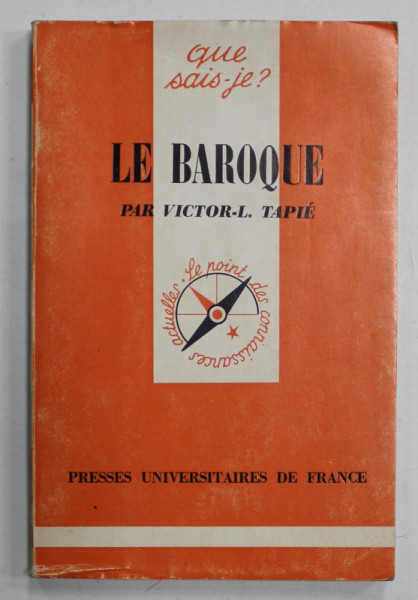 que
sais-je?
LE BAROQUE
PAR VICTOR-L. TAPIÉ
Le point des connaissances actuelles.
PRESSES UNIVERSITAIRES DE FRANCE